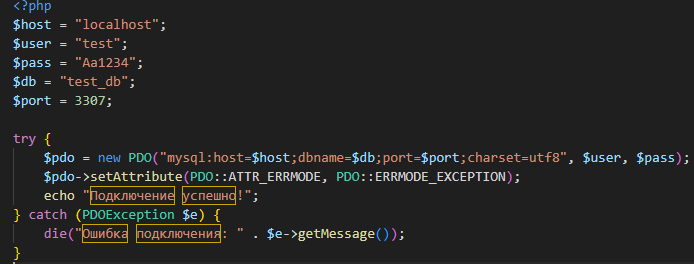 <?php
$host = "localhost";
$user = "test";
$pass = "Aa1234";
$db = "test_db";
$port = 3307;
try {
$pdo = new PDO("mysql:host=$host;dbname=$db;port=$port;charset=utf8", $user, $pass);
$pdo->setAttribute(PDO::ATTR_ERRMODE, PDO::ERRMODE_EXCEPTION);
echo "Подключение успешно!";
} catch (PDOException $e) {
die("Ошибка подключения: " . $e->getMessage());
}